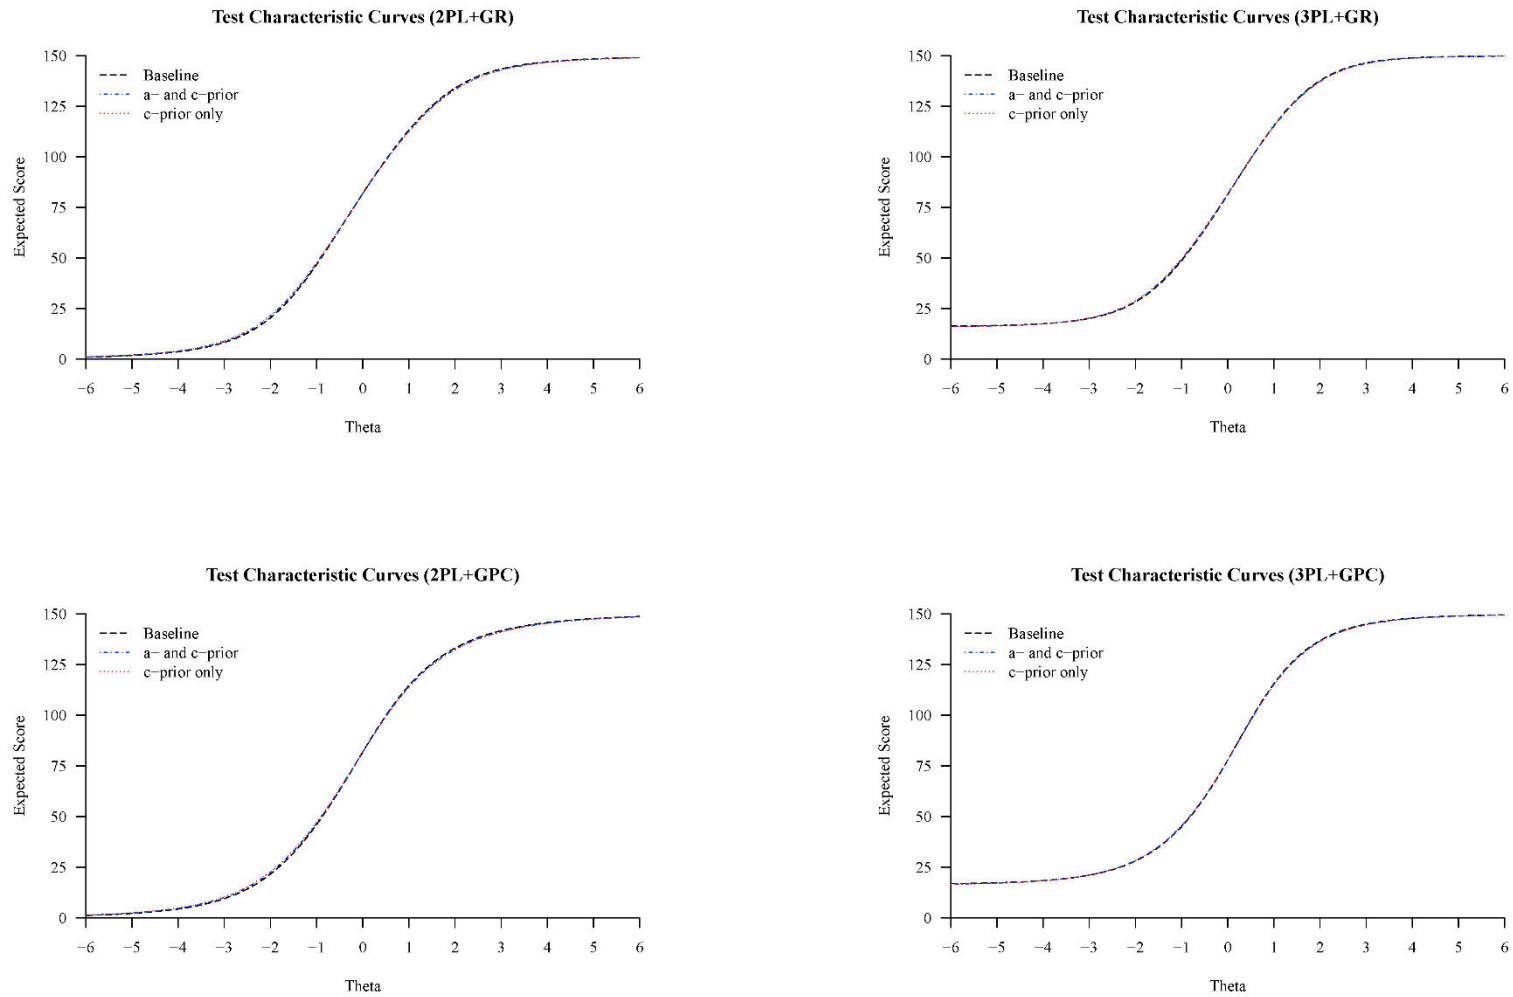 Test Characteristic Curves (2PL+GR)
150
125
100
75
50
25
0
Expected Score
Baseline
a− and c−prior
c−prior only
−6 −5 −4 −3 −2 −1 0 1 2 3 4 5 6
Theta
Test Characteristic Curves (3PL+GR)
150
125
100
75
50
25
0
Expected Score
Baseline
a− and c−prior
c−prior only
−6 −5 −4 −3 −2 −1 0 1 2 3 4 5 6
Theta
Test Characteristic Curves (2PL+GPC)
150
125
100
75
50
25
0
Expected Score
Baseline
a− and c−prior
c−prior only
−6 −5 −4 −3 −2 −1 0 1 2 3 4 5 6
Theta
Test Characteristic Curves (3PL+GPC)
150
125
100
75
50
25
0
Expected Score
Baseline
a− and c−prior
c−prior only
−6 −5 −4 −3 −2 −1 0 1 2 3 4 5 6
Theta